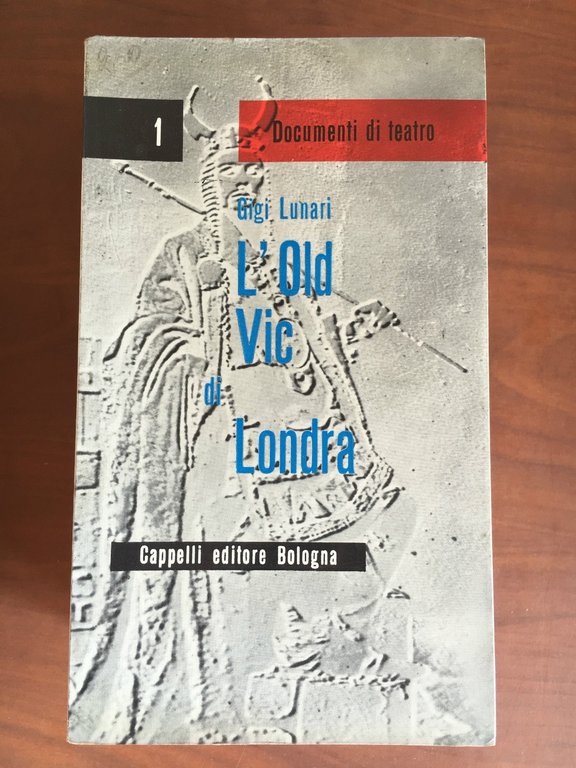 1
Documenti di teatro
Gigi Lunari
L'Old
Vic
di
Londra
Cappelli editore Bologna